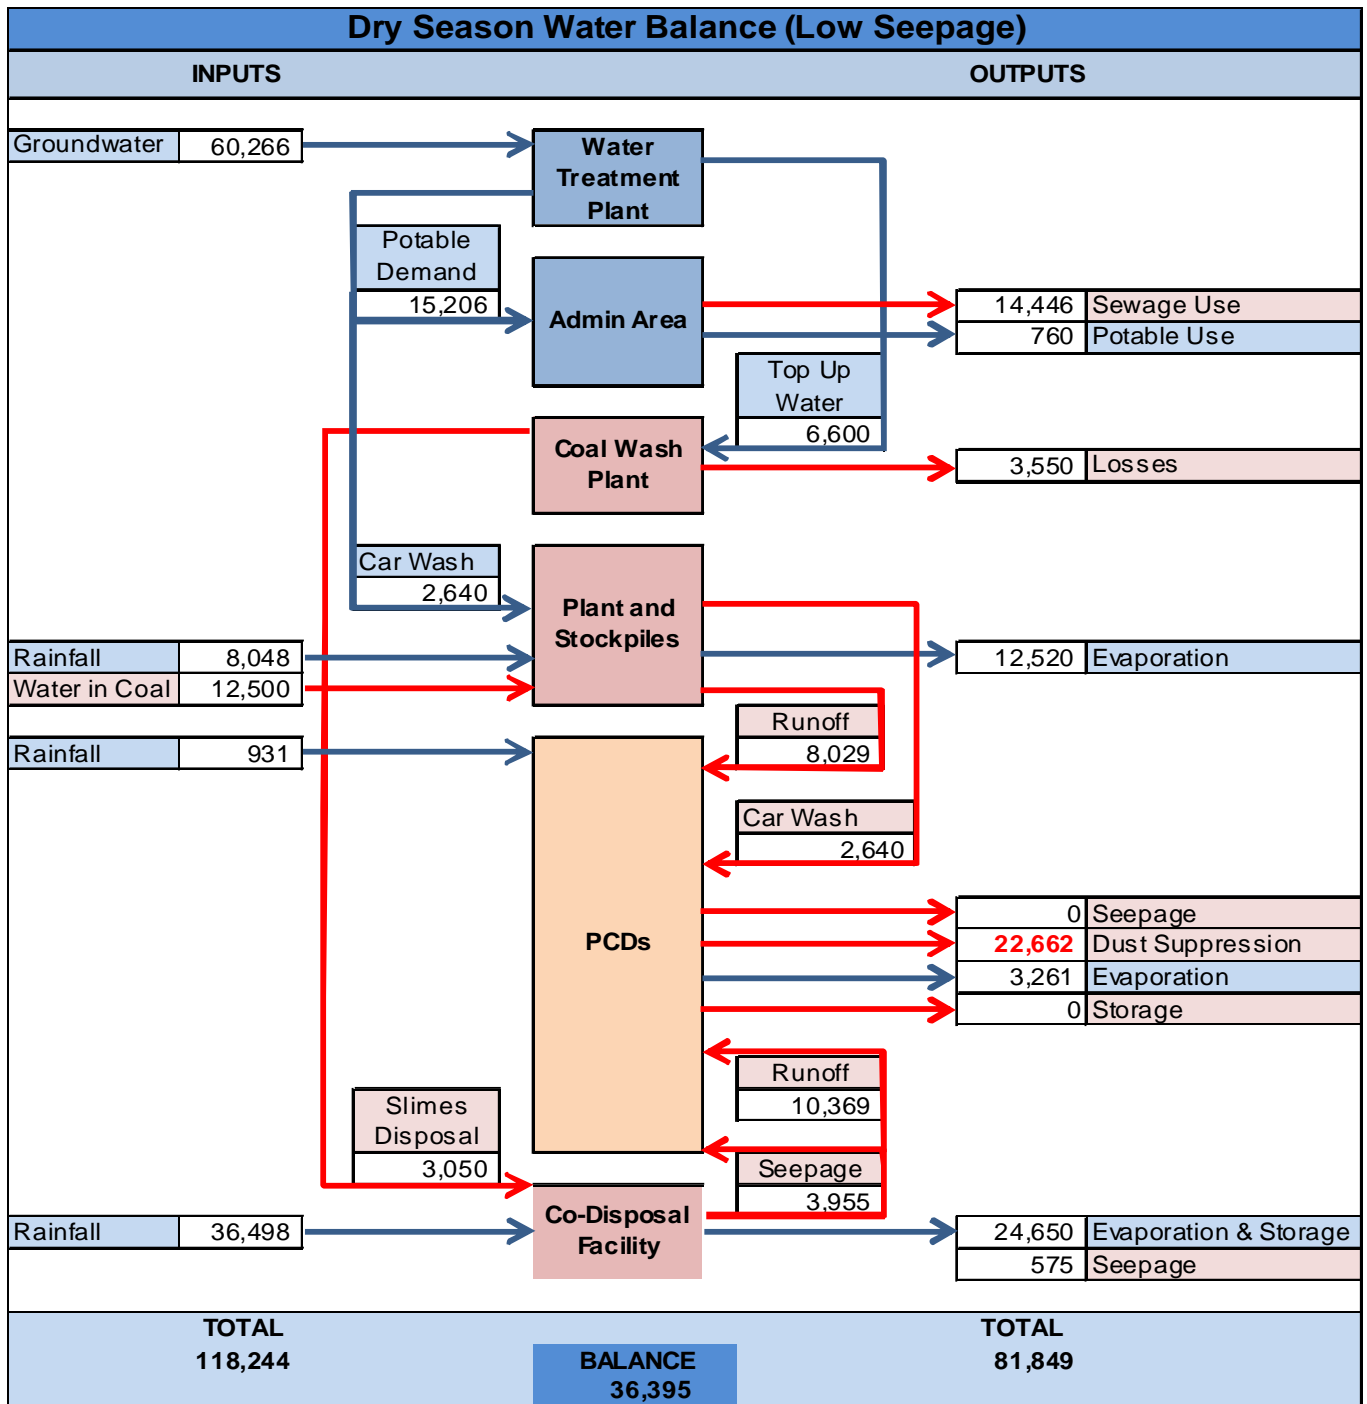 Dry Season Water Balance (Low Seepage)
INPUTS OUTPUTS
Groundwater 60,266
Water
Treatment
Plant
Potable
Demand
15,206
Admin Area
14,446 Sewage Use
760 Potable Use
Top Up
Water
6,600
Coal Wash
Plant
3,550 Losses
Car Wash
2,640
Plant and
Stockpiles
Rainfall 8,048
12,520 Evaporation
Water in Coal 12,500
Runoff
8,029
Rainfall 931
Car Wash
2,640
PCDs
0 Seepage
22,662 Dust Suppression
3,261 Evaporation
0 Storage
Runoff
10,369
Slimes
Disposal
3,050
Seepage
3,955
Rainfall 36,498
Co-Disposal
Facility
24,650 Evaporation & Storage
575 Seepage
TOTAL TOTAL
118,244 BALANCE 81,849
36,395